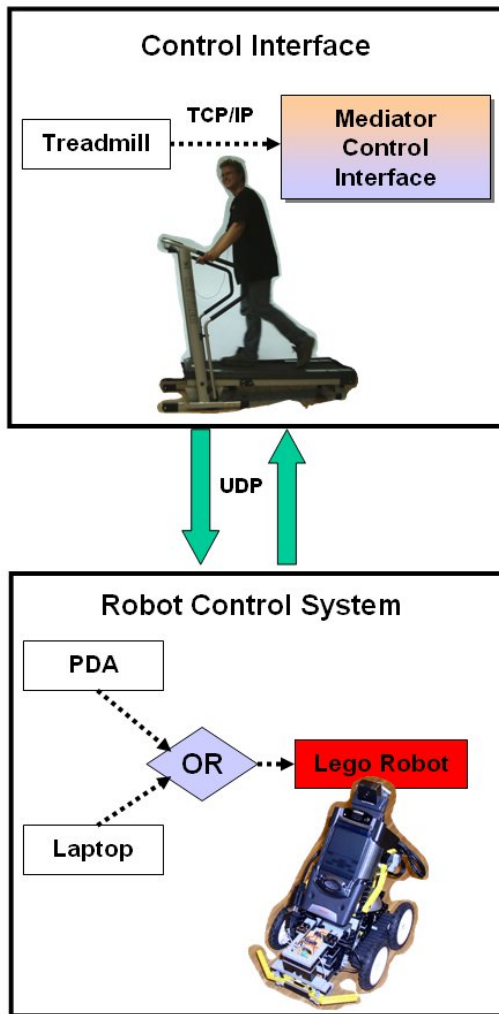 Control Interface
TCP/IP
Treadmill
Mediator
Control
Interface
UDP
Robot Control System
PDA
OR
Lego Robot
Laptop